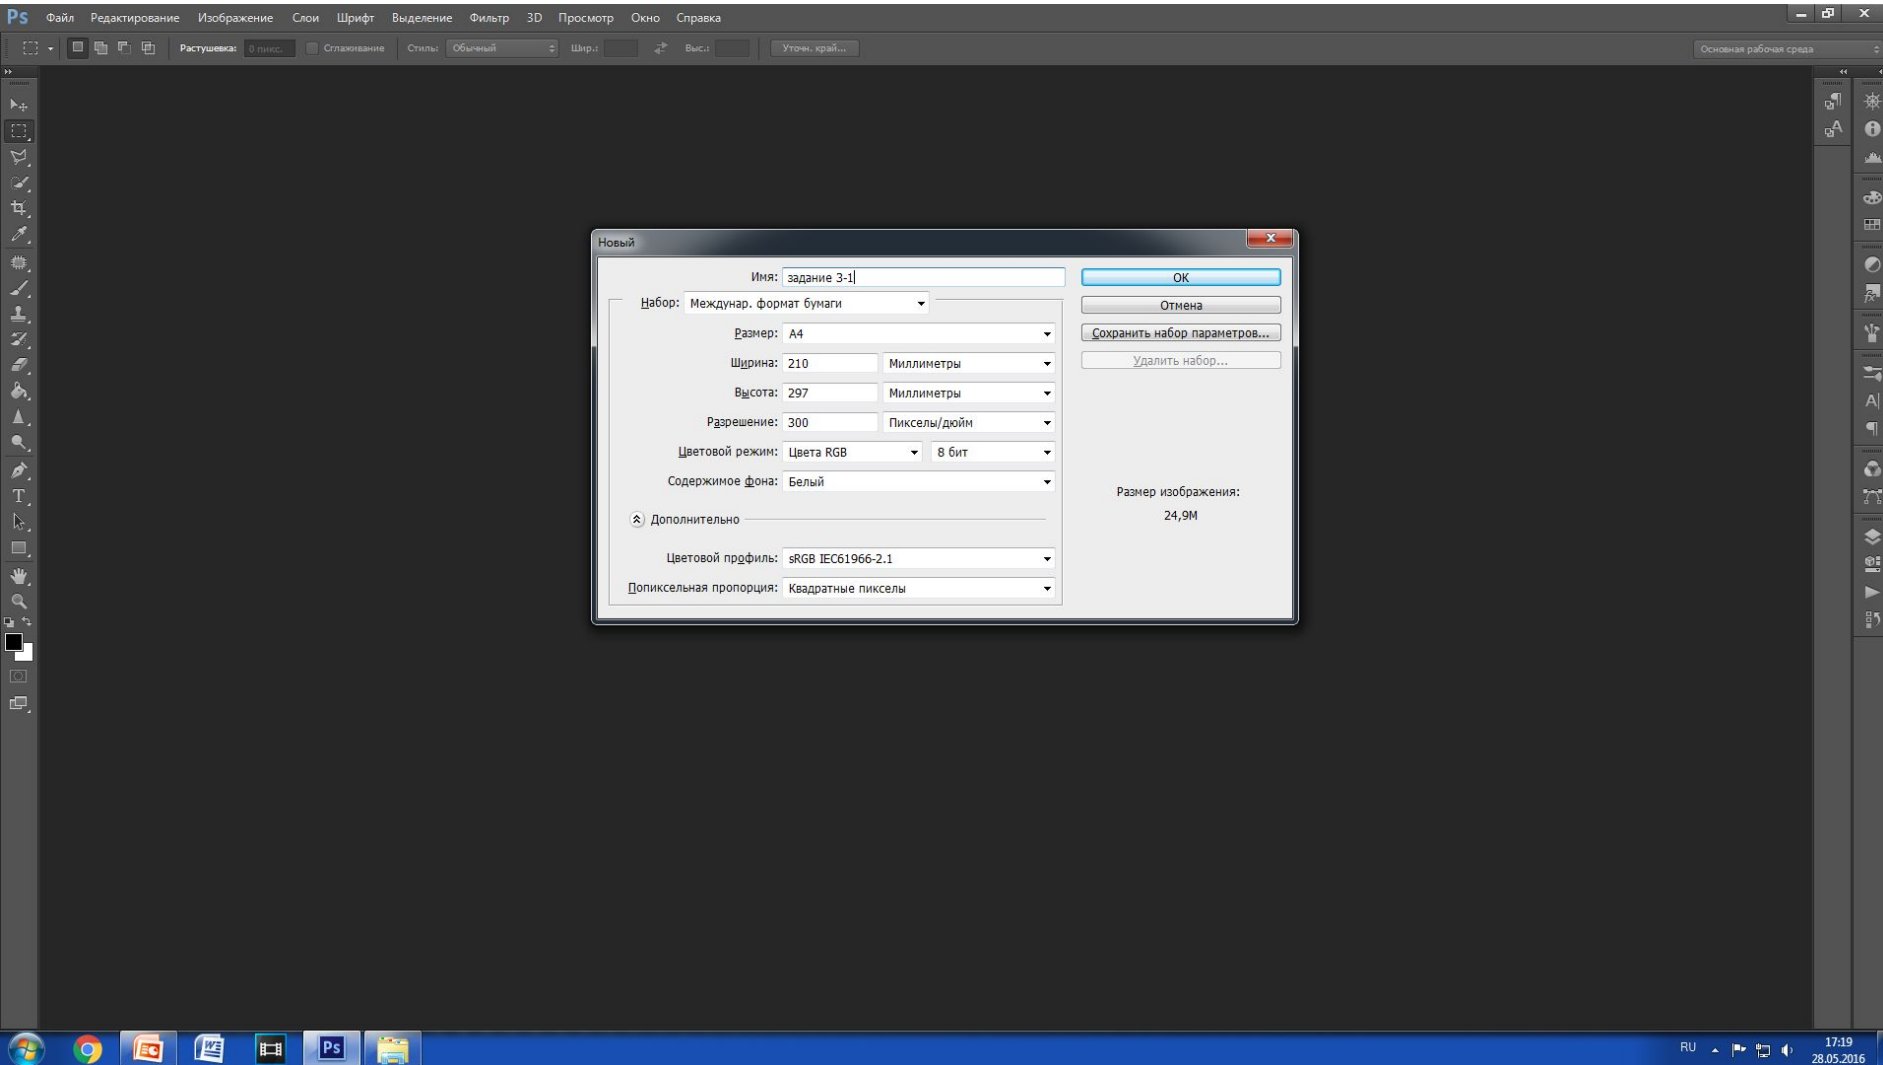 Ps Файл Редактирование Изображение Слои Шрифт Выделение Фильтр 3D Просмотр Окно Справка
Растушевка: 0 пикс. Сглаживание Стиль: Обычный Шир.: Выс.: Уточн. край... Основная рабочая среда
Новый
Имя: задание 3-1 OK
Набор: Междунар. формат бумаги Отмена
Размер: A4 Сохранить набор параметров...
Ширина: 210 Миллиметры Удалить набор...
Высота: 297 Миллиметры
Разрешение: 300 Пикселы/дюйм
Цветовой режим: Цвета RGB 8 бит
Содержимое фона: Белый
Размер изображения:
24,9M
Дополнительно
Цветовой профиль: sRGB IEC61966-2.1
Попиксельная пропорция: Квадратные пикселы
Ps RU 17:19
28.05.2016